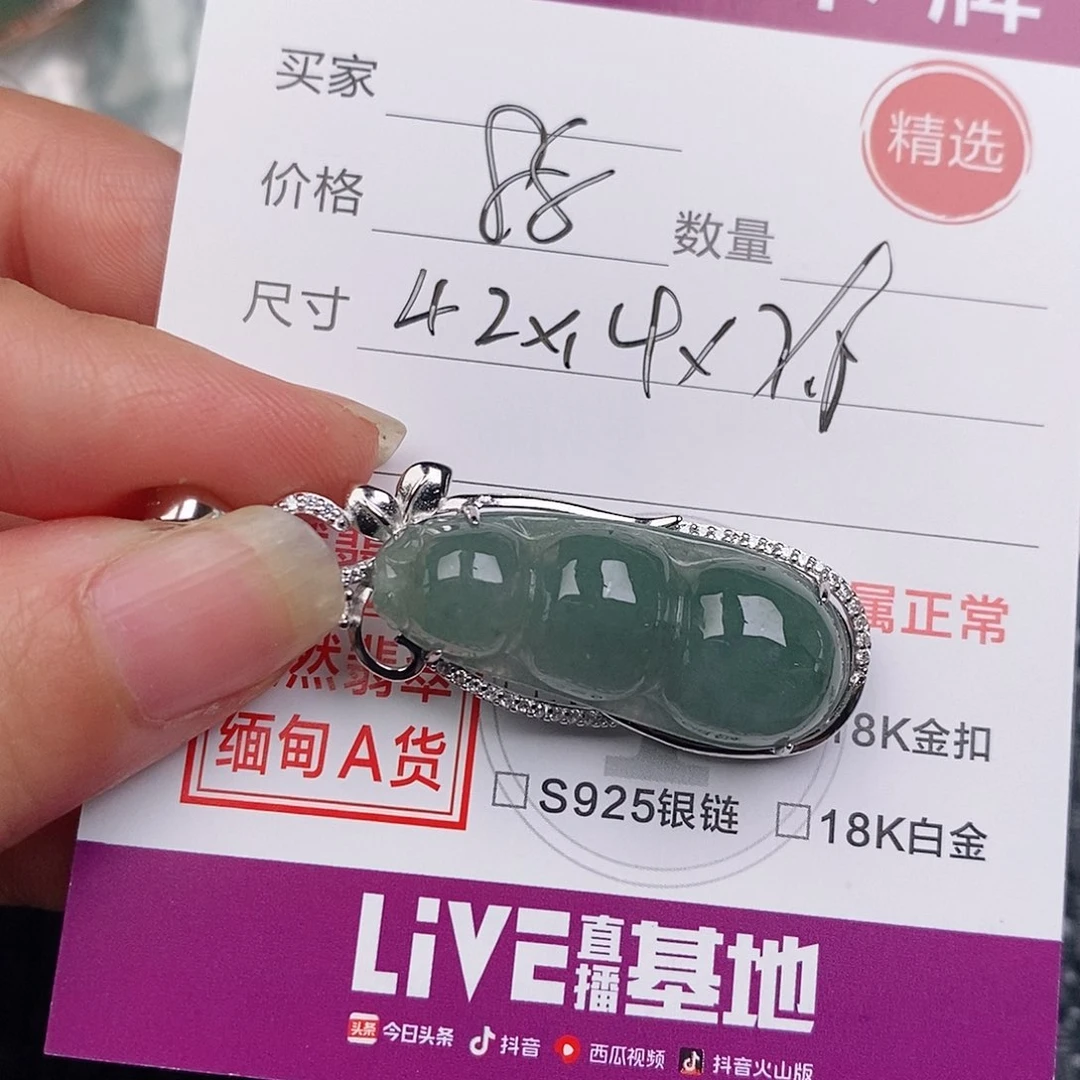 牌
精选
买家
价格 88 数量
尺寸 42x14x7.8
属正常
然翡翠
缅甸A货
18K金扣
S925银链 18K白金
LiVE直播基地
头条 今日头条 抖音 西瓜视频 抖音火山版